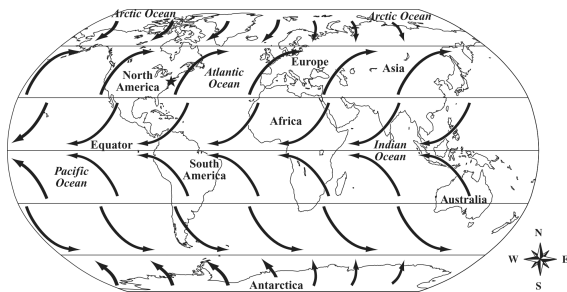 Arctic Ocean
Arctic Ocean
North
America
Atlantic
Ocean
Europe
Asia
Africa
Equator
Indian
Ocean
Pacific
Ocean
South
America
Australia
Antarctica
N
W
E
S